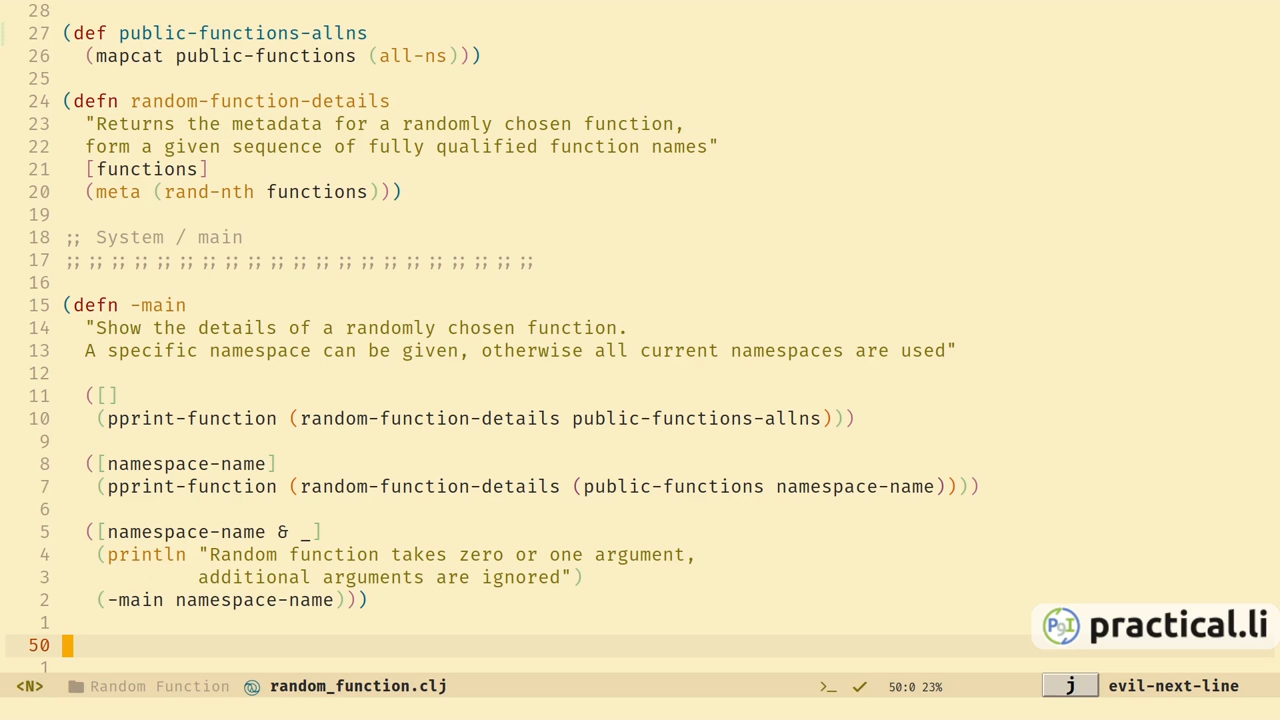 28
27 (def public-functions-allns
26   (mapcat public-functions (all-ns)))
25
24 (defn random-function-details
23   "Returns the metadata for a randomly chosen function,
22   form a given sequence of fully qualified function names"
21   [functions]
20   (meta (rand-nth functions)))
19
18 ;; System / main
17 ;;;;;;;;;;;;;;;;;;;;;;;;;;;;;;;;;;;;;;;;;;
16
15 (defn -main
14   "Show the details of a randomly chosen function.
13   A specific namespace can be given, otherwise all current namespaces are used"
12
11   ([]
10    (pprint-function (random-function-details public-functions-allns)))
9
8   ([namespace-name]
7    (pprint-function (random-function-details (public-functions namespace-name))))
6
5   ([namespace-name & _]
4    (println "Random function takes zero or one argument,
3             additional arguments are ignored")
2    (-main namespace-name)))
1
50
1
practical.li
<N> Random Function random_function.clj 50:0 23% j evil-next-line